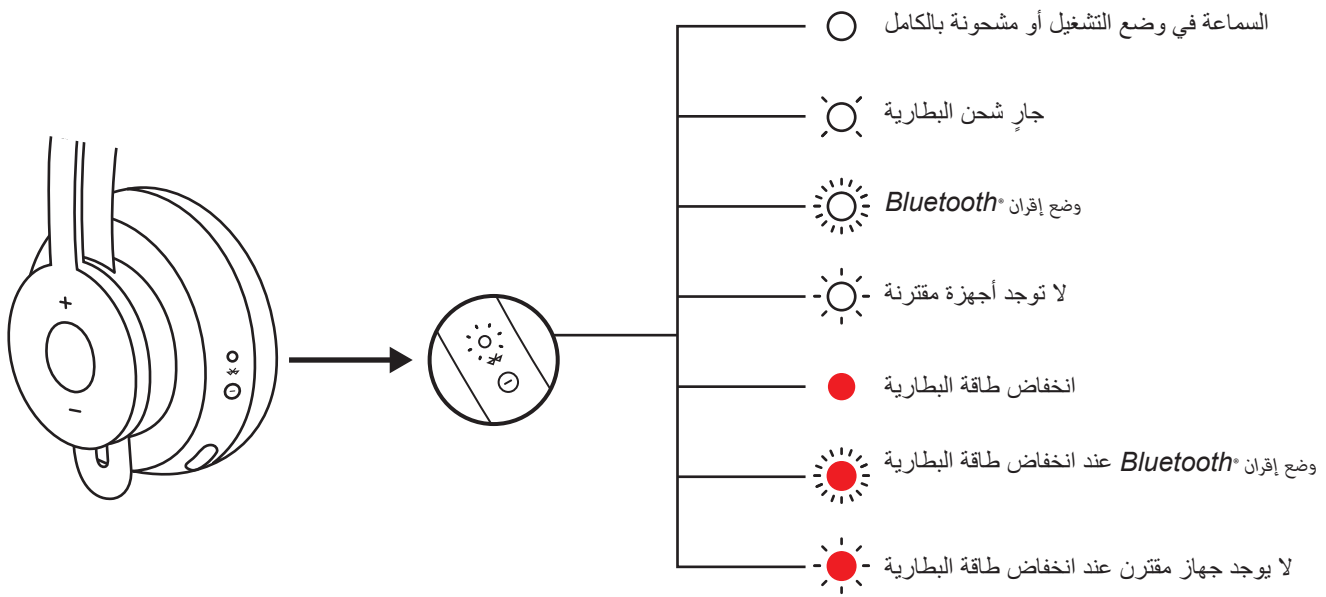 السماعة في وضع التشغيل أو مشحونة بالكامل
جارٍ شحن البطارية
وضع إقران Bluetooth®
لا توجد أجهزة مقترنة
انخفاض طاقة البطارية
وضع إقران Bluetooth® عند انخفاض طاقة البطارية
لا يوجد جهاز مقترن عند انخفاض طاقة البطارية